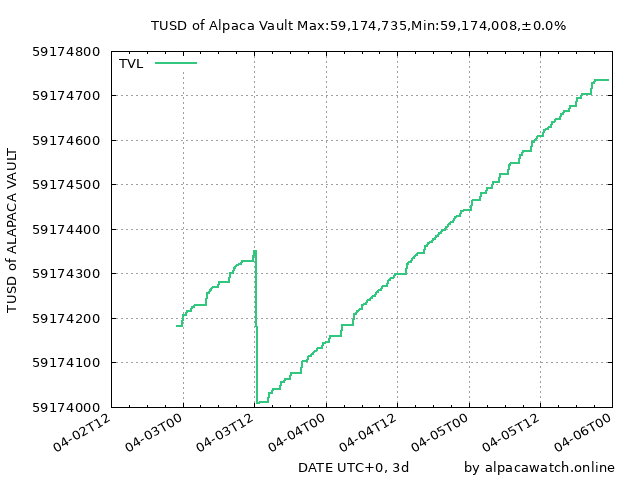 TUSD of Alpaca Vault Max:59,174,735,Min:59,174,008,±0.0%
TVL
59174800
59174700
59174600
59174500
59174400
59174300
59174200
59174100
59174000
TUSD of ALAPACA VAULT
04-02T12
04-03T00
04-03T12
04-04T00
04-04T12
04-05T00
04-05T12
04-06T00
DATE UTC+0, 3d
by alpacawatch.online